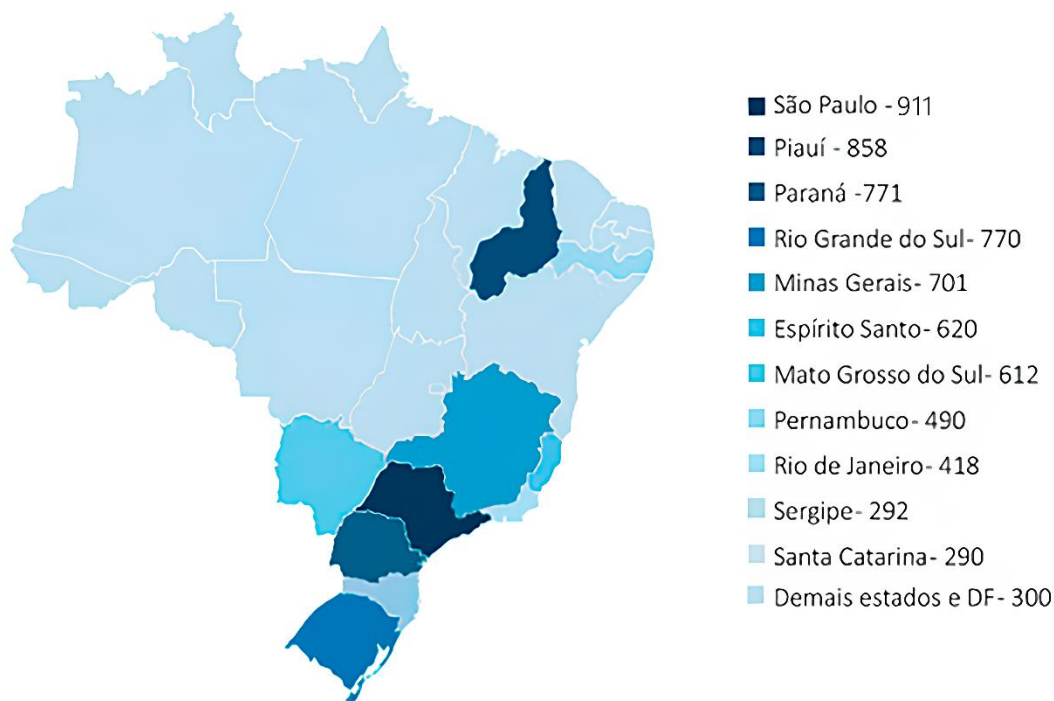 São Paulo - 911
Piauí - 858
Paraná -771
Rio Grande do Sul- 770
Minas Gerais- 701
Espírito Santo- 620
Mato Grosso do Sul- 612
Pernambuco- 490
Rio de Janeiro- 418
Sergipe- 292
Santa Catarina- 290
Demais estados e DF- 300